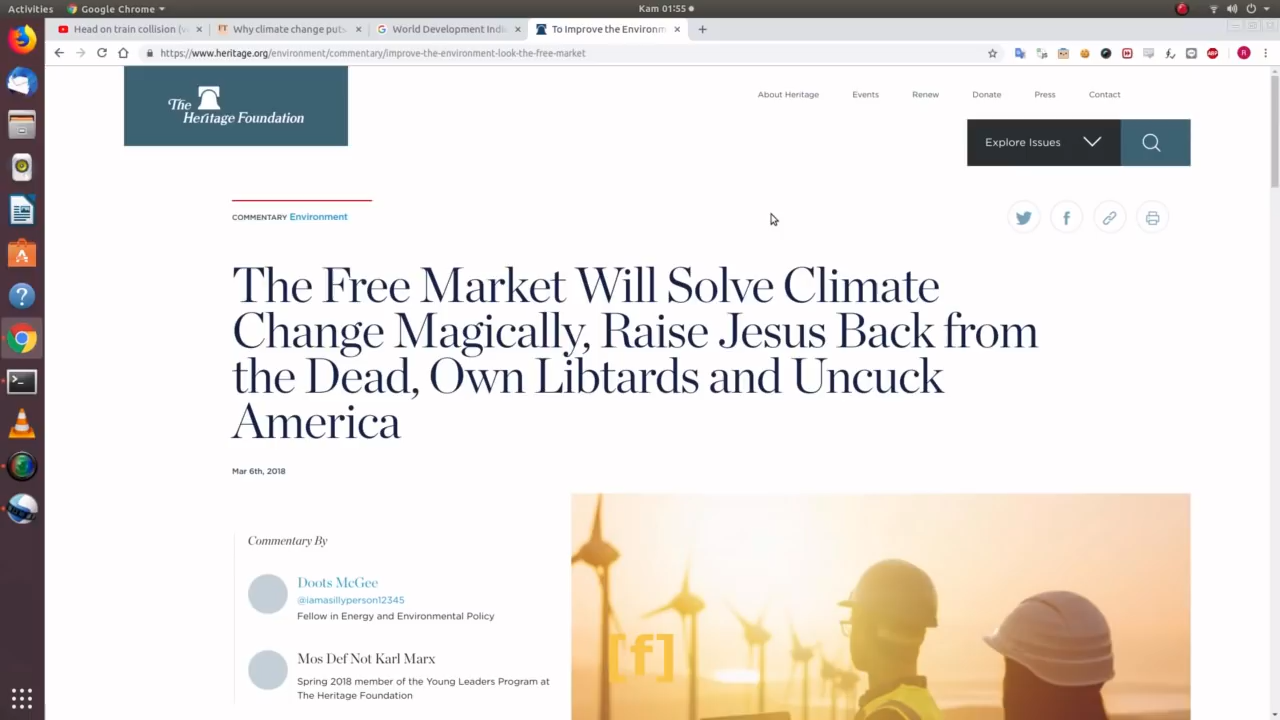 Activities Google Chrome Kam 01:55
Head on train collision (v
Why climate change puts
World Development Indi
To Improve the Environm
https://www.heritage.org/environment/commentary/improve-the-environment-look-the-free-market
The
Heritage Foundation
About Heritage Events Renew Donate Press Contact
Explore Issues
COMMENTARY Environment
The Free Market Will Solve Climate
Change Magically, Raise Jesus Back from
the Dead, Own Libtards and Uncuck
America
Mar 6th, 2018
Commentary By
Doots McGee
@iamasillyperson12345
Fellow in Energy and Environmental Policy
Mos Def Not Karl Marx
Spring 2018 member of the Young Leaders Program at
The Heritage Foundation
[f]